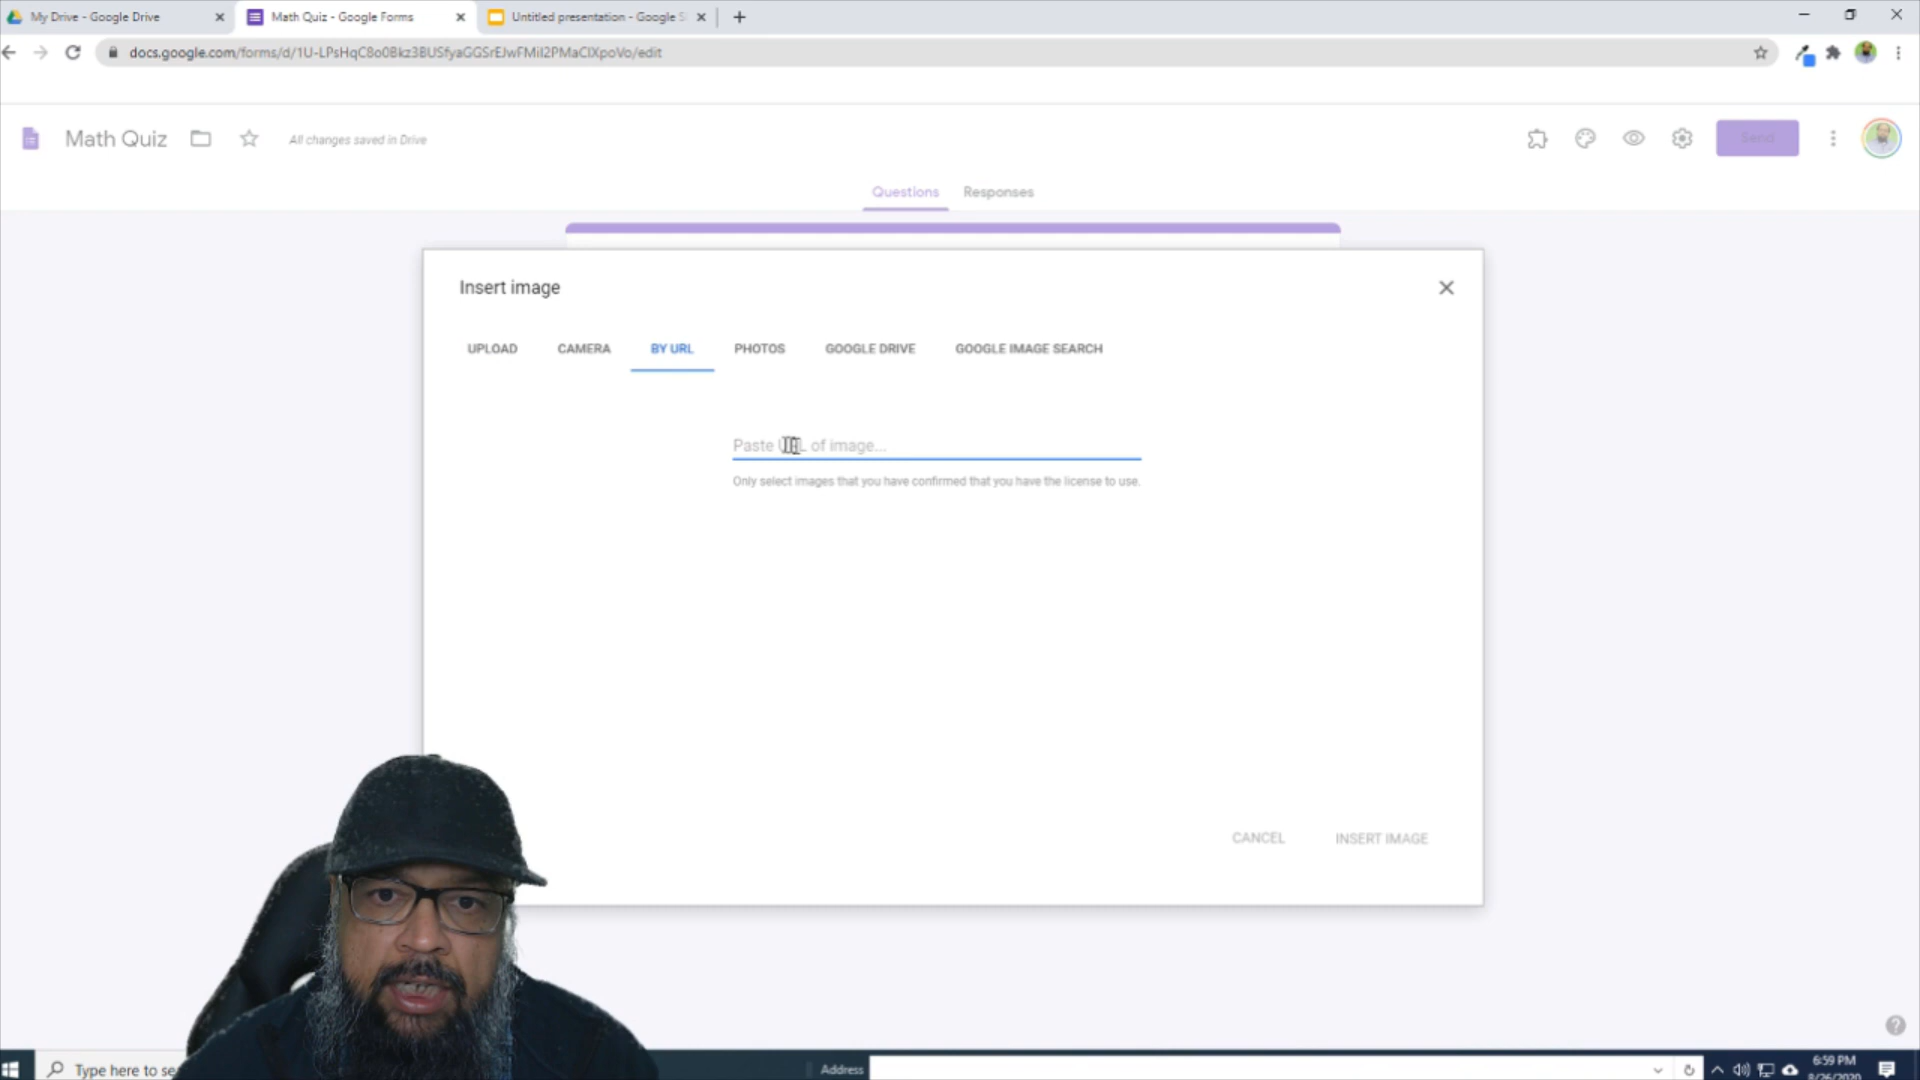 My Drive - Google Drive
Math Quiz - Google Forms
Untitled presentation - Google S
docs.google.com/forms/d/1U-LPsHqC8o0Bkz3BUSfyaGGSrEJwFMiI2PMaCIXpoVo/edit
Math Quiz
All changes saved in Drive
Send
Questions
Responses
Insert image
UPLOAD
CAMERA
BY URL
PHOTOS
GOOGLE DRIVE
GOOGLE IMAGE SEARCH
Paste URL of image...
Only select images that you have confirmed that you have the license to use.
CANCEL
INSERT IMAGE
Type here to se
Address
6:59 PM
8/26/2020